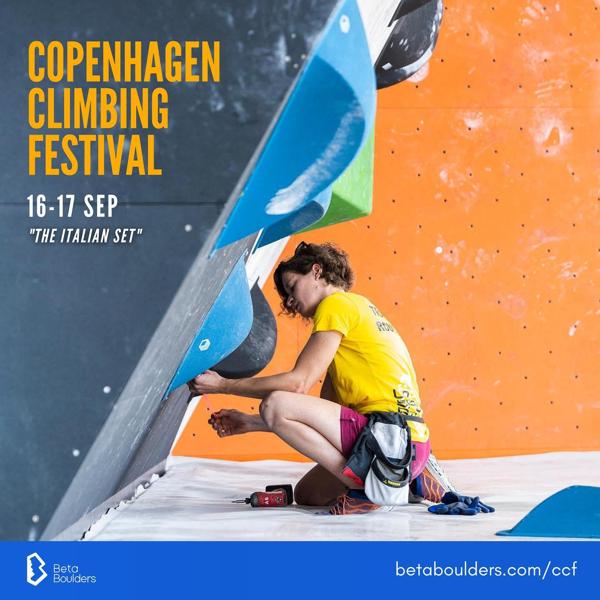 COPENHAGEN
CLIMBING
FESTIVAL
16-17 SEP
"THE ITALIAN SET"
Beta
Boulders
betaboulders.com/ccf